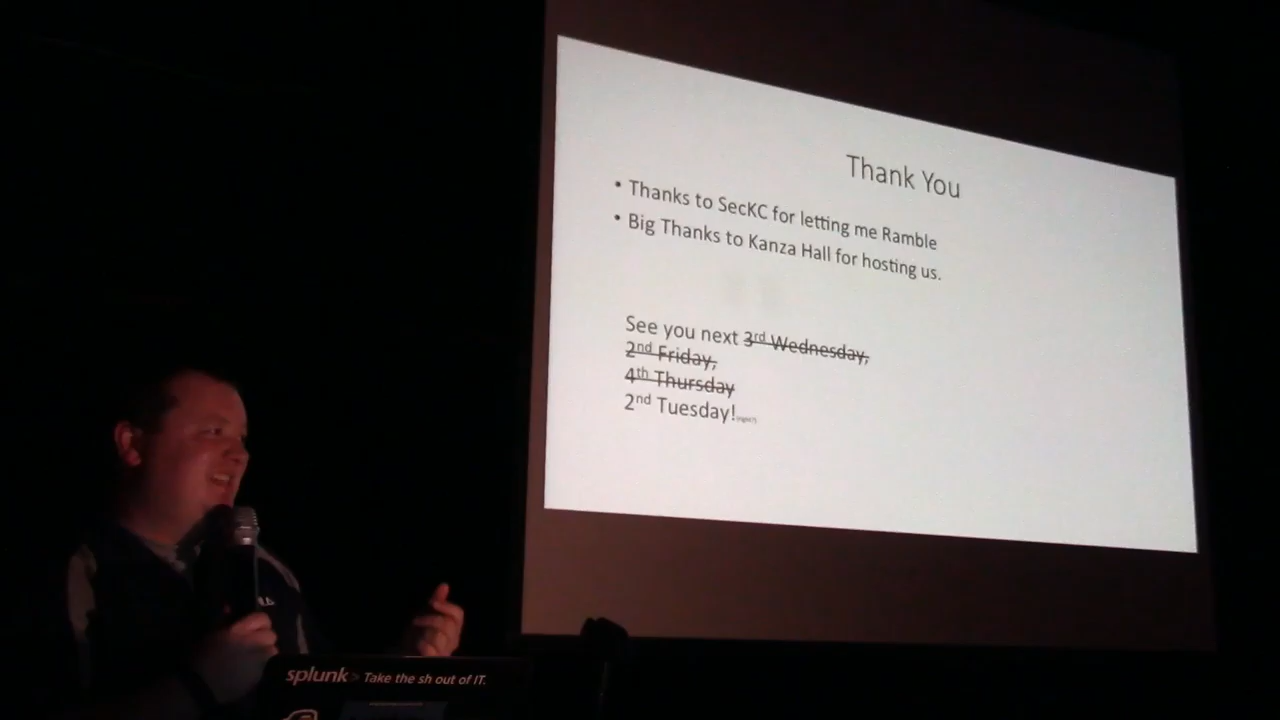 Thank You
• Thanks to SecKC for letting me Ramble
• Big Thanks to Kanza Hall for hosting us.
See you next 3rd Wednesday,
2nd Friday,
4th Thursday
2nd Tuesday!
splunk> Take the sh out of IT.